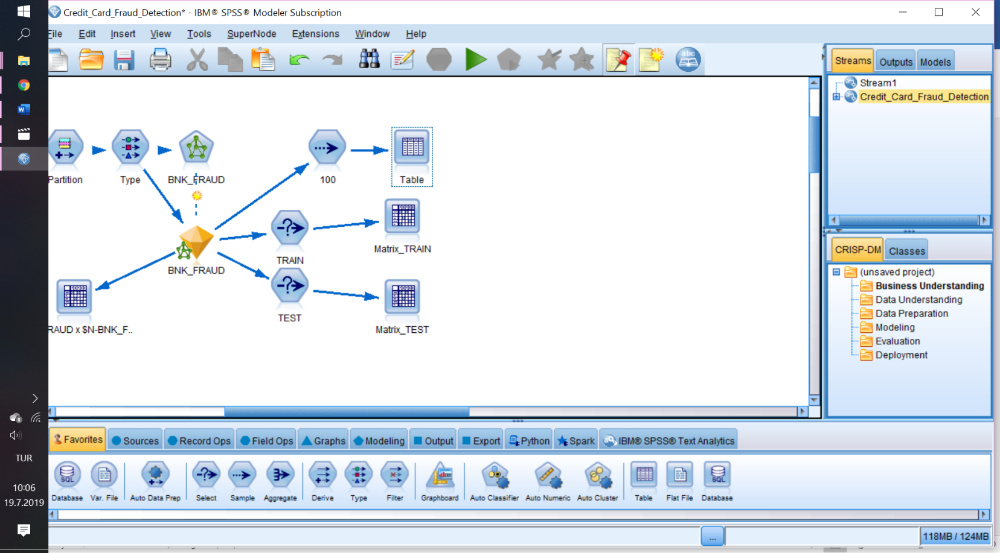 Credit_Card_Fraud_Detection* - IBM® SPSS® Modeler Subscription
File Edit Insert View Tools SuperNode Extensions Window Help
abc
Streams Outputs Models
Stream1
Credit_Card_Fraud_Detection
Partition Type BNK_FRAUD 100 Table
TRAIN Matrix_TRAIN
BNK_FRAUD
TEST Matrix_TEST
RAUD x $N-BNK_F...
CRISP-DM Classes
(unsaved project)
Business Understanding
Data Understanding
Data Preparation
Modeling
Evaluation
Deployment
Favorites Sources Record Ops Field Ops Graphs Modeling Output Export Python Spark IBM® SPSS® Text Analytics
SQL SQL
Database Var. File Auto Data Prep Select Sample Aggregate Derive Type Filter Graphboard Auto Classifier Auto Numeric Auto Cluster Table Flat File Database
...
118MB / 124MB
W
TUR
10:06
19.7.2019